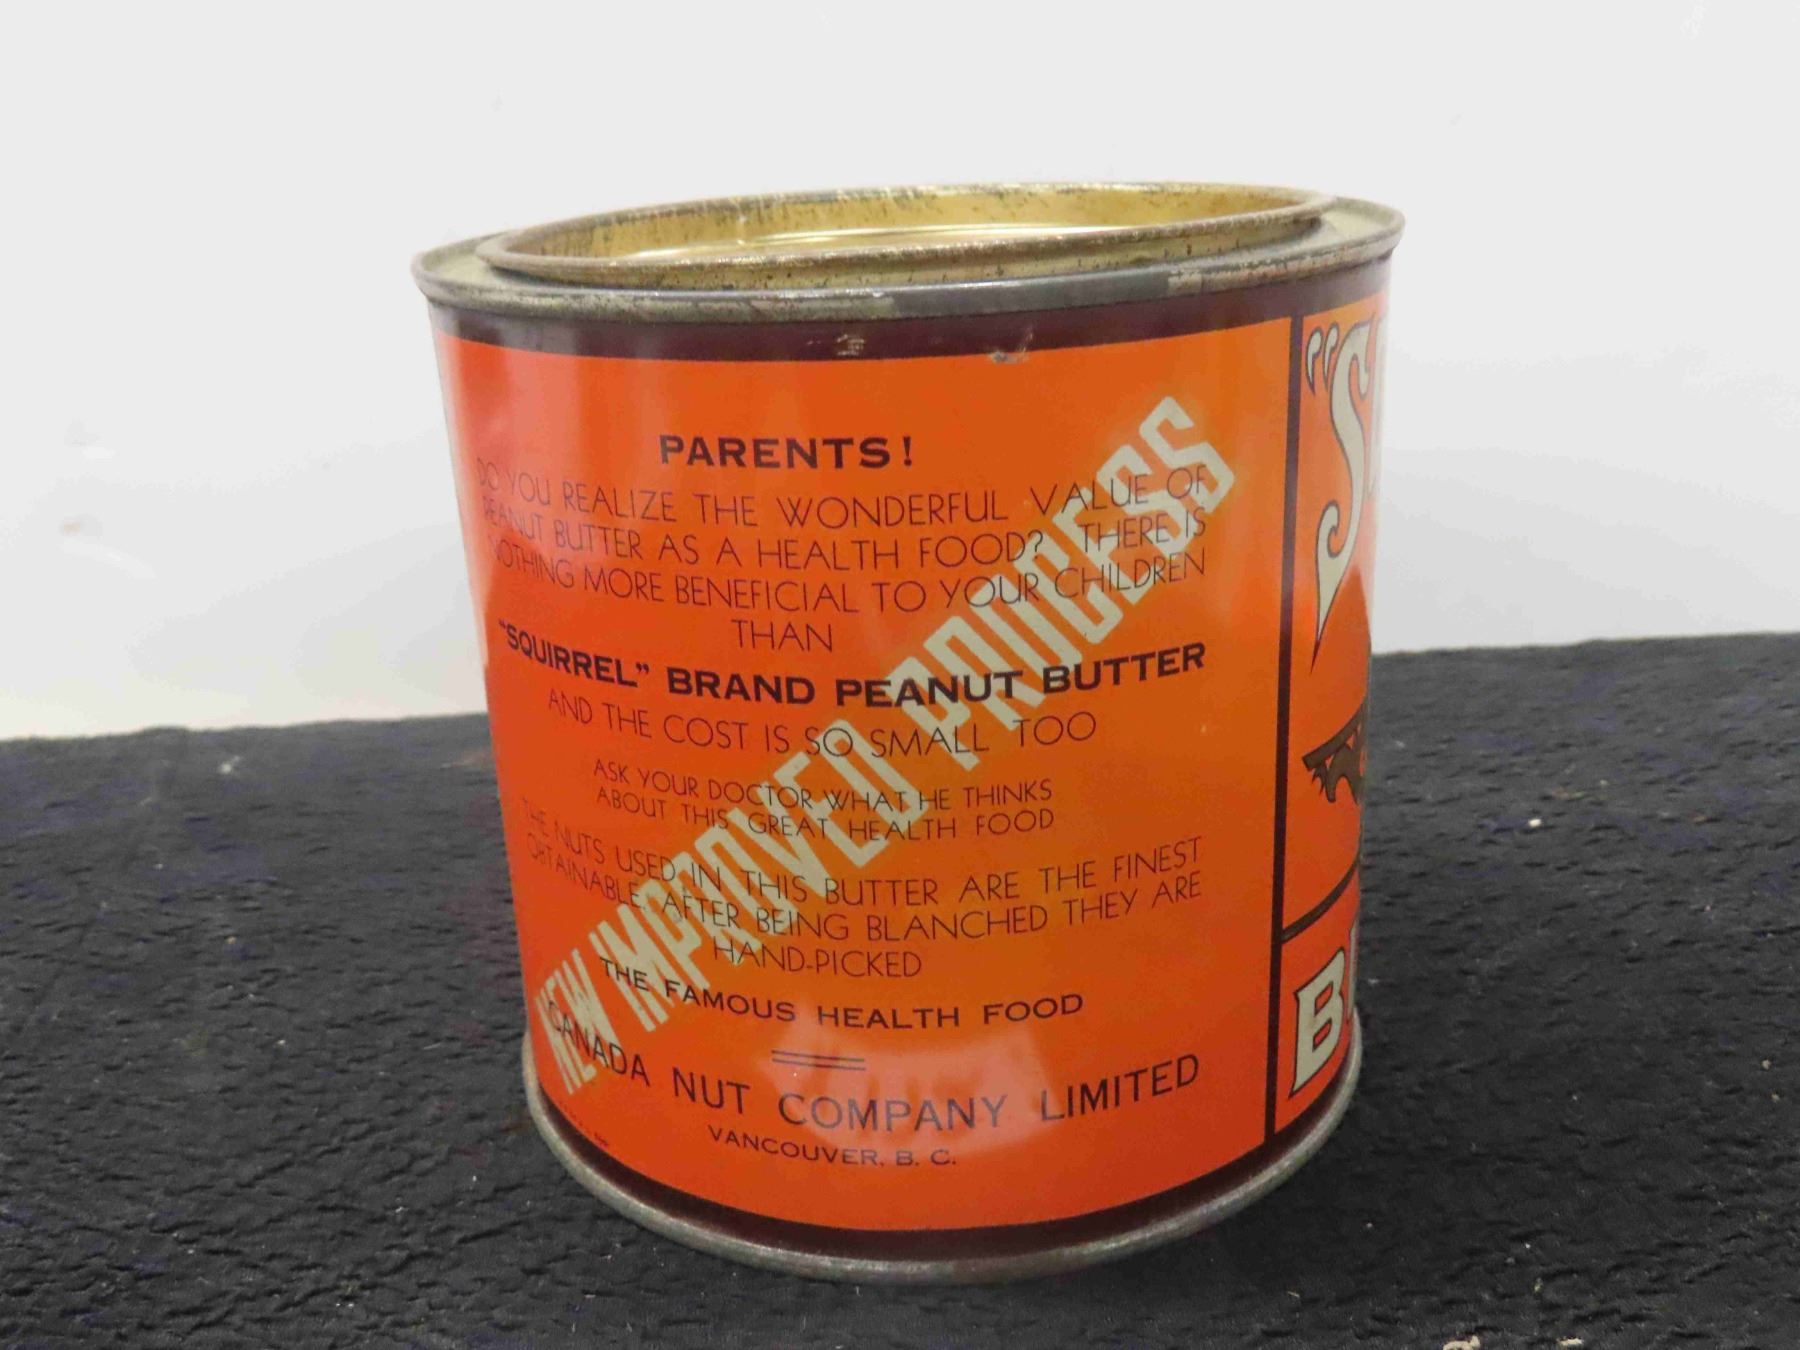 PARENTS!
DO YOU REALIZE THE WONDERFUL VALUE OF
PEANUT BUTTER AS A HEALTH FOOD? THERE IS
NOTHING MORE BENEFICIAL TO YOUR CHILDREN
THAN
"SQUIRREL" BRAND PEANUT BUTTER
AND THE COST IS SO SMALL TOO
ASK YOUR DOCTOR WHAT HE THINKS
ABOUT THIS GREAT HEALTH FOOD
THE NUTS USED IN THIS BUTTER ARE THE FINEST
OBTAINABLE. AFTER BEING BLANCHED THEY ARE
HAND-PICKED
THE FAMOUS HEALTH FOOD
CANADA NUT COMPANY LIMITED
VANCOUVER, B. C.
NEW IMPROVED PROCESS
"S
B